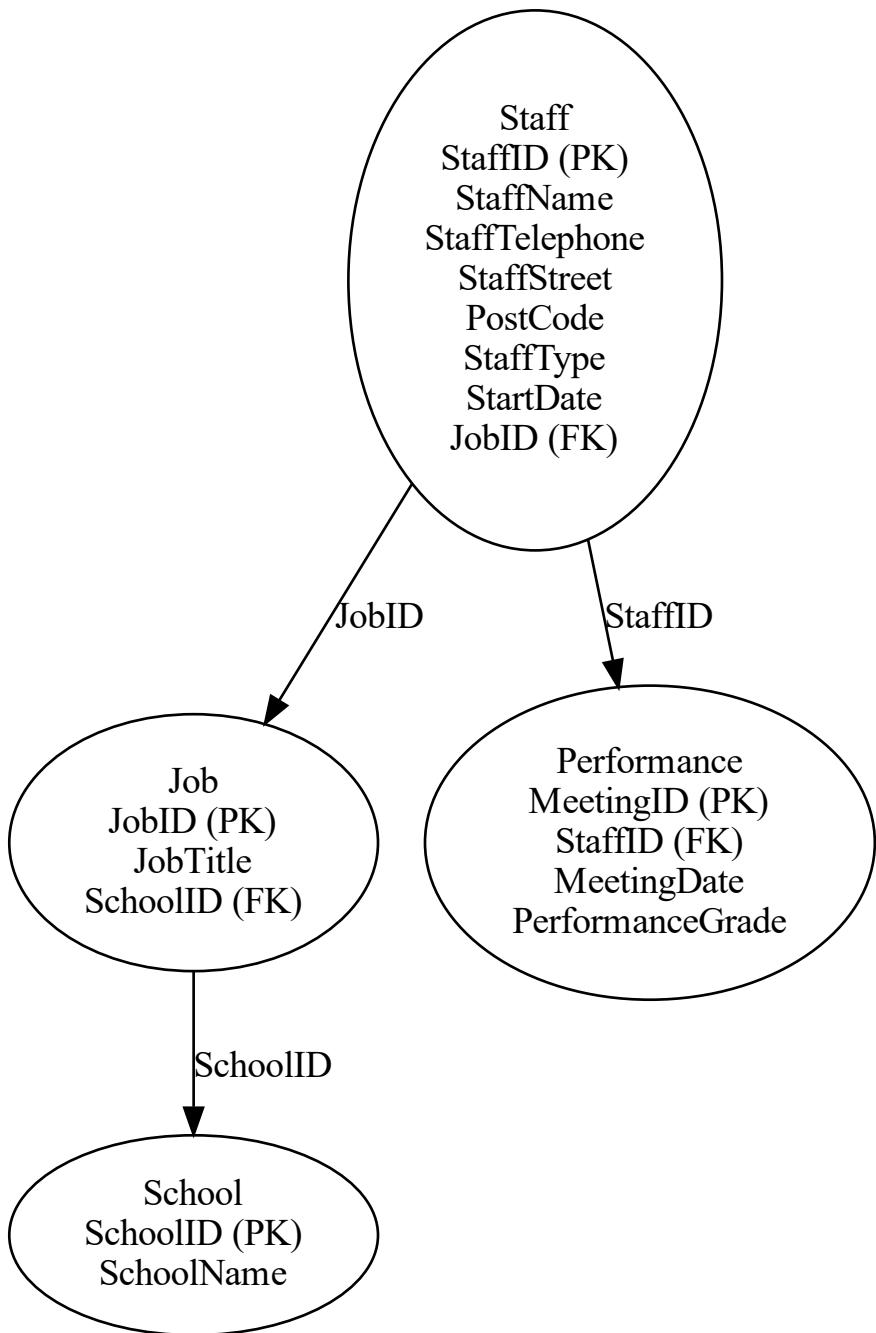 Staff
StaffID (PK)
StaffName
StaffTelephone
StaffStreet
PostCode
StaffType
StartDate
JobID (FK)
JobID
StaffID
Job
JobID (PK)
JobTitle
SchoolID (FK)
Performance
MeetingID (PK)
StaffID (FK)
MeetingDate
PerformanceGrade
SchoolID
School
SchoolID (PK)
SchoolName